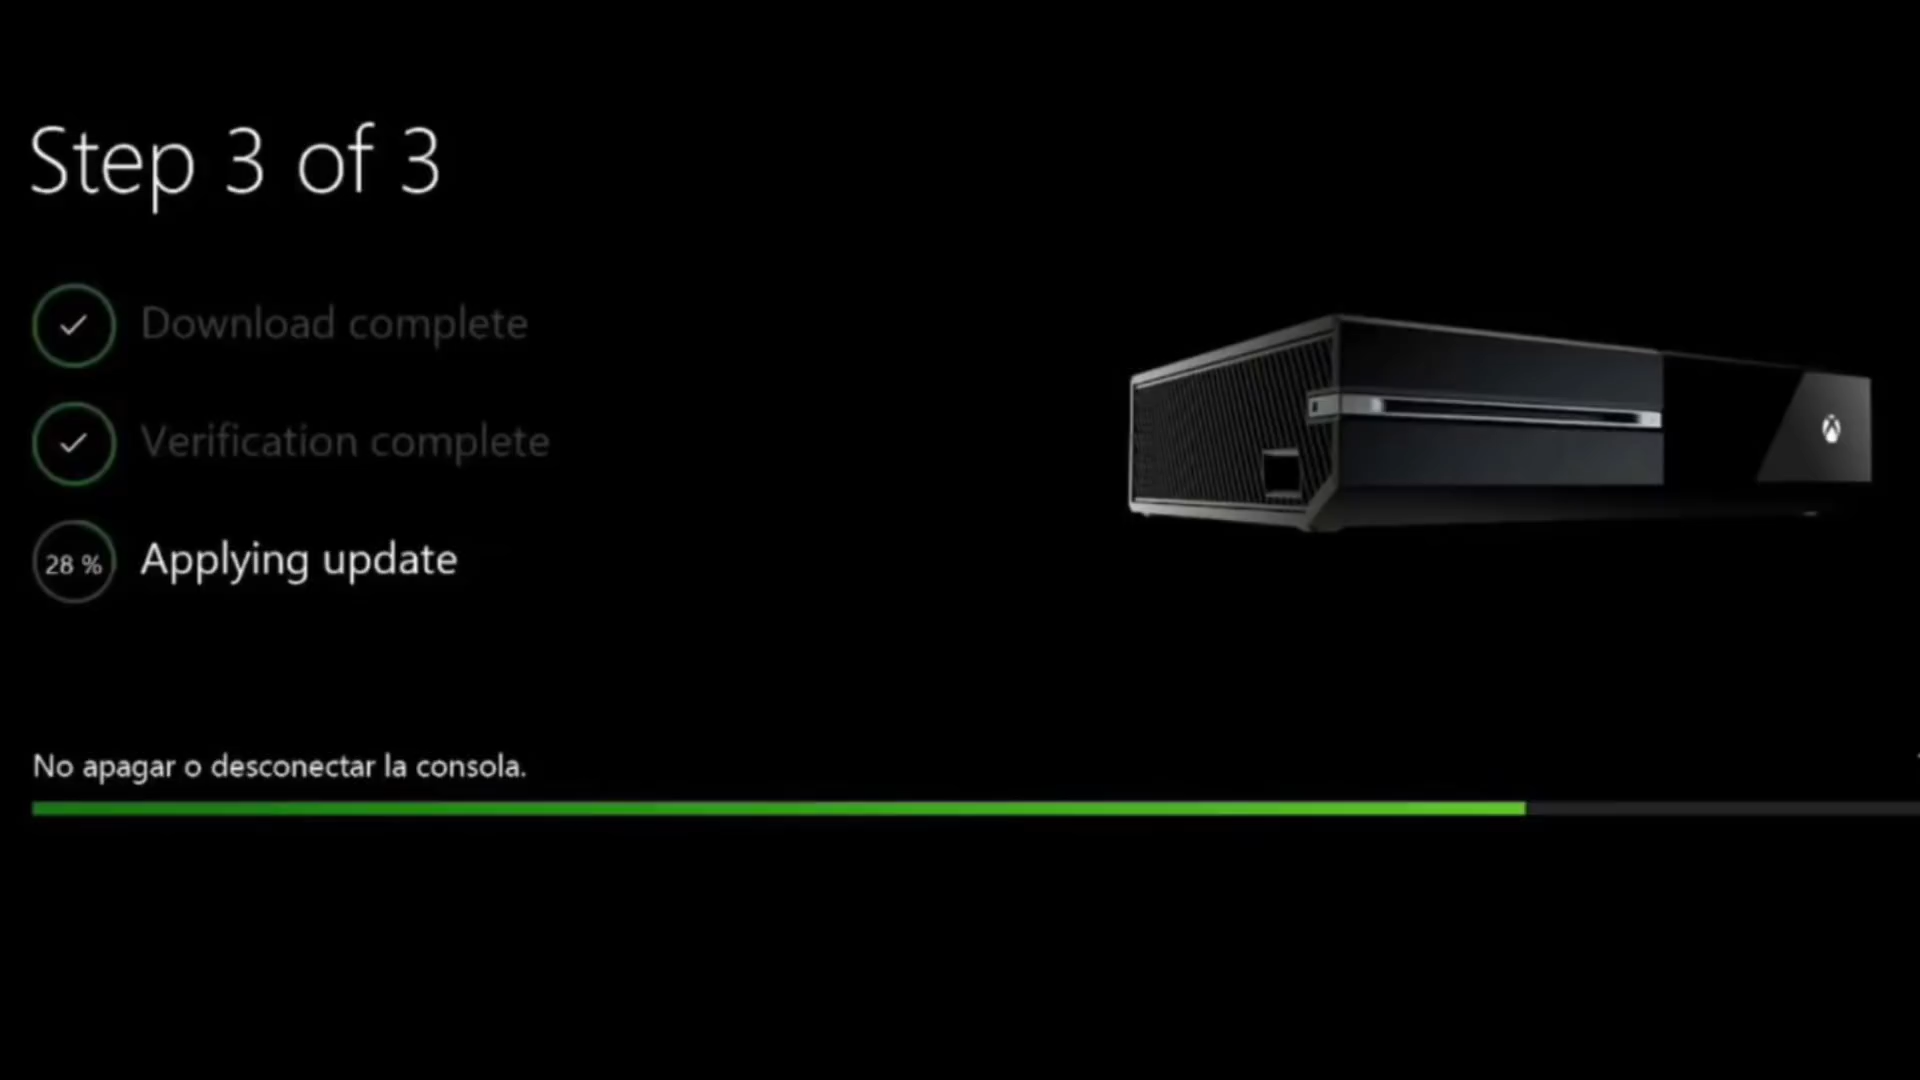 Step 3 of 3
Download complete
Verification complete
28 %
Applying update
No apagar o desconectar la consola.